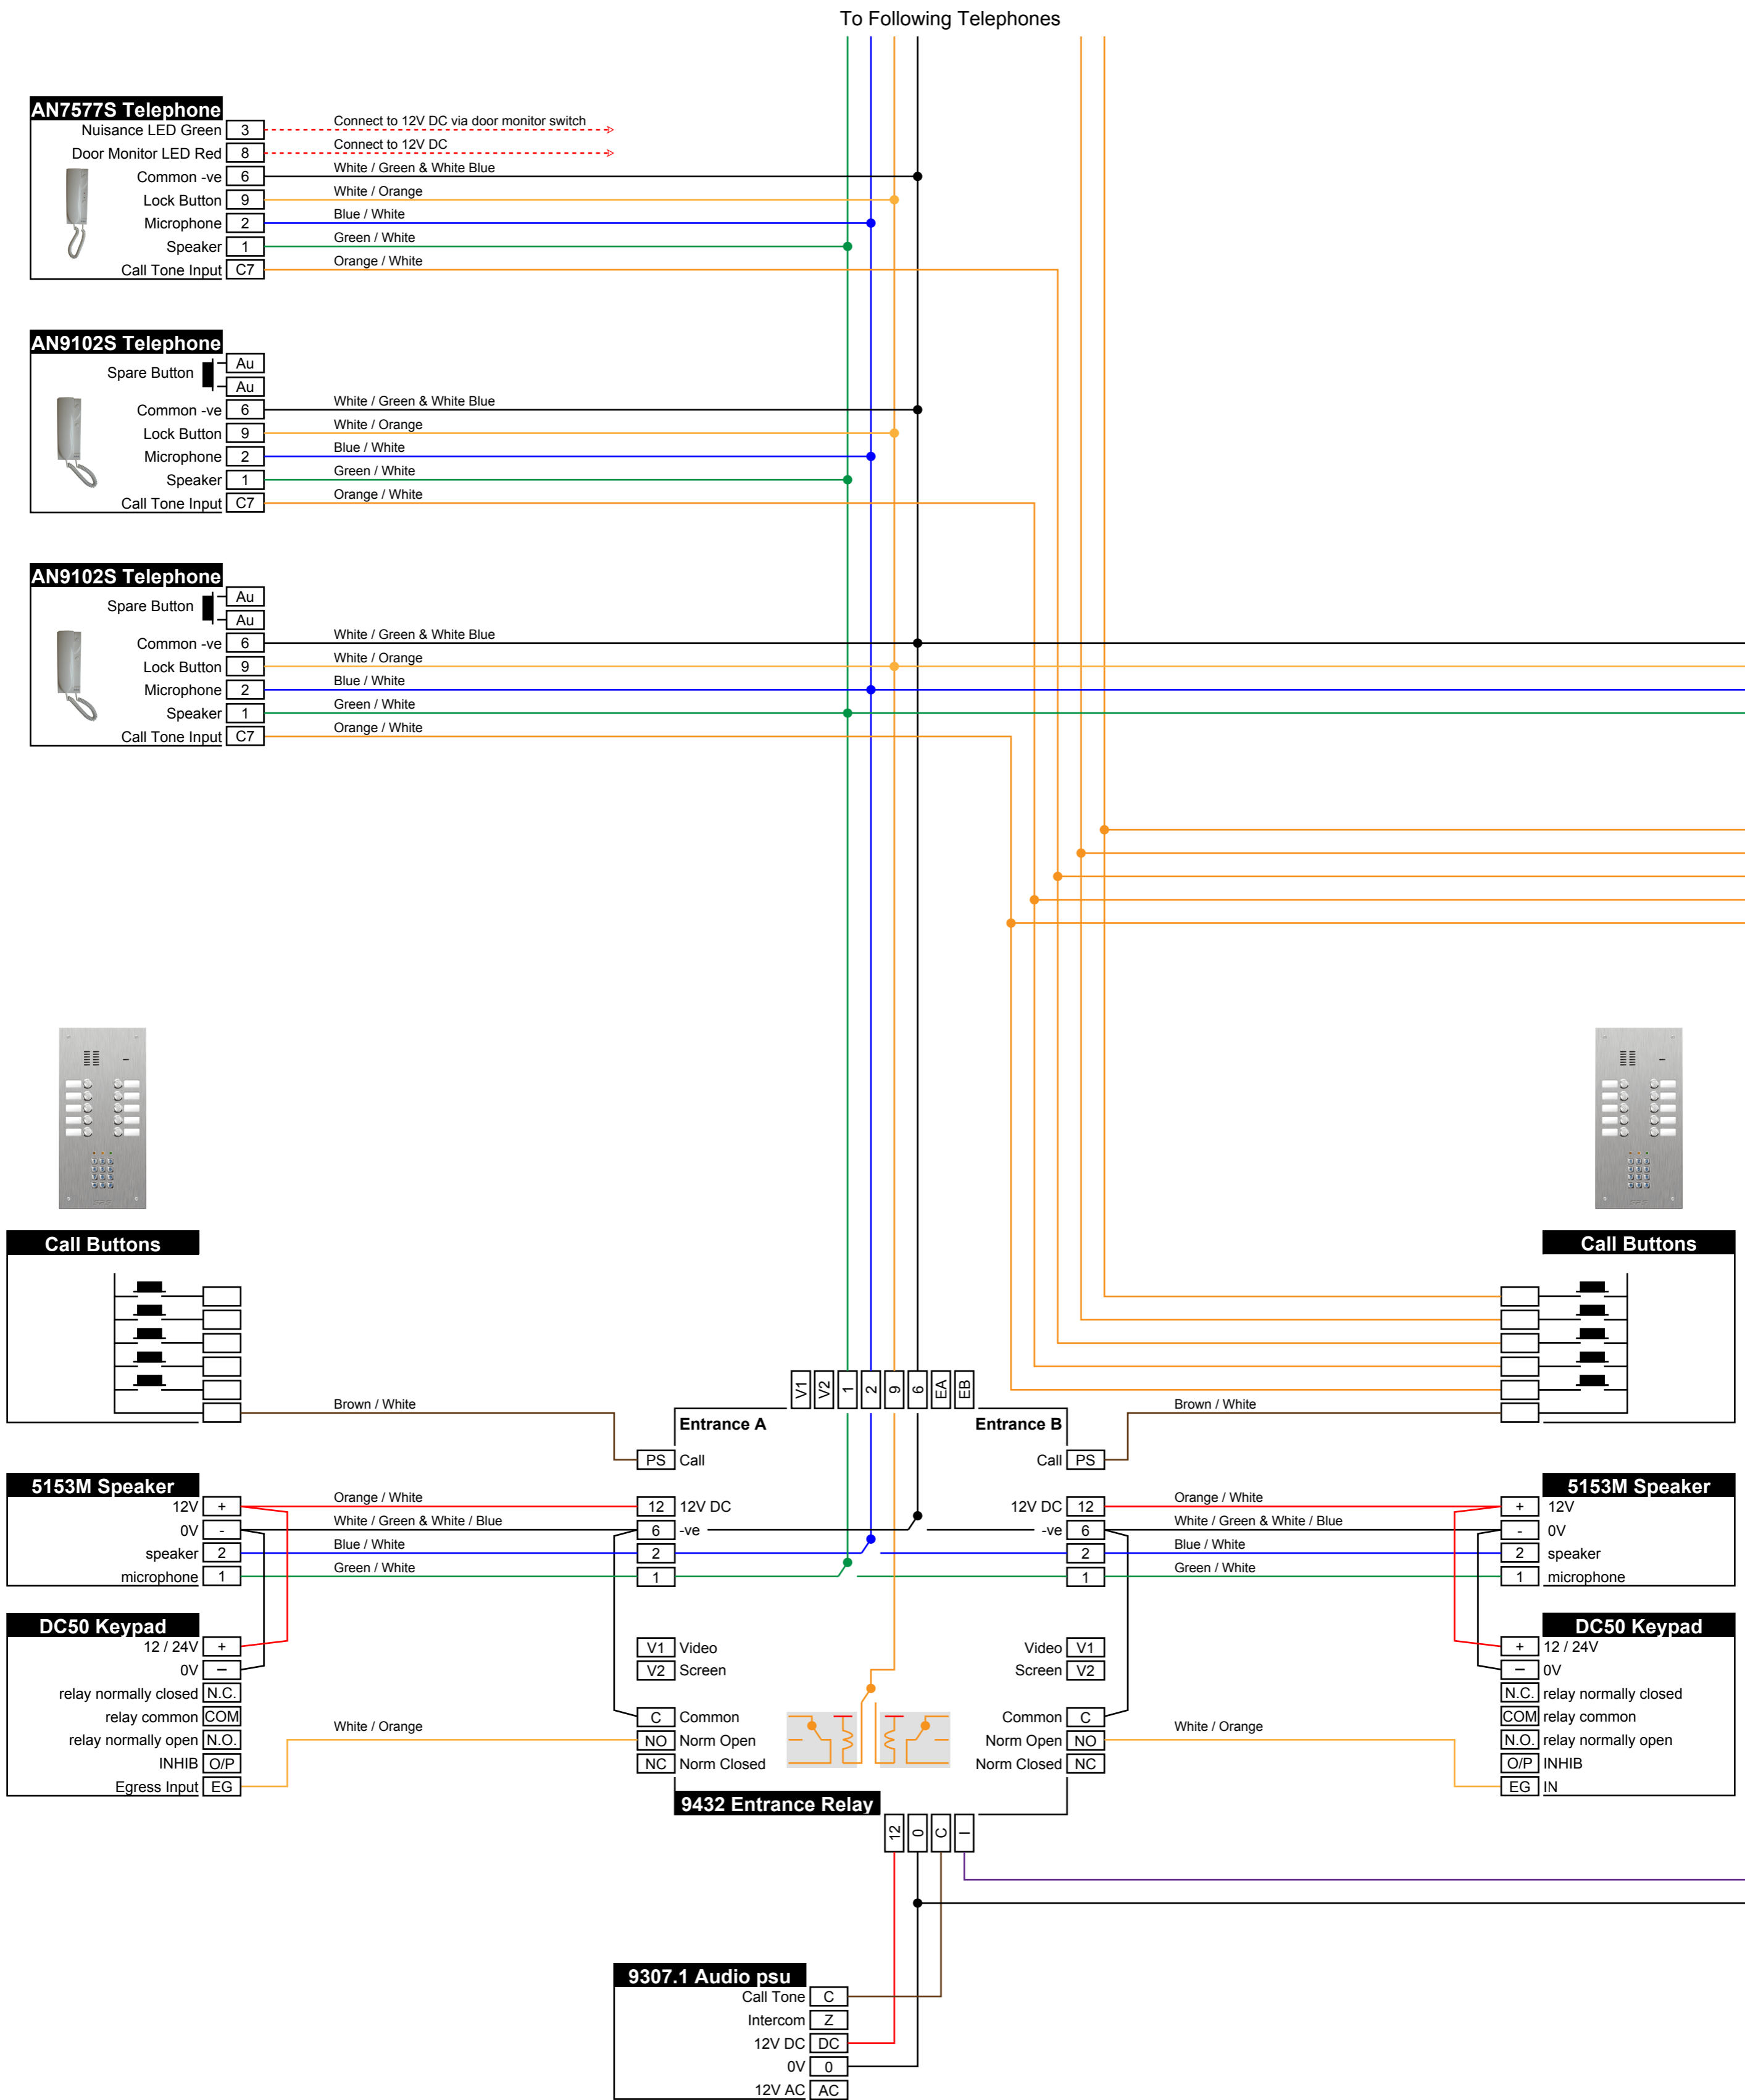 To Following Telephones
AN7577S Telephone
Nuisance LED Green 3 Connect to 12V DC via door monitor switch
Door Monitor LED Red 8 Connect to 12V DC
Common -ve 6 White / Green & White Blue
Lock Button 9 White / Orange
Microphone 2 Blue / White
Speaker 1 Green / White
Call Tone Input C7 Orange / White
AN9102S Telephone
Spare Button Au
Au
Common -ve 6 White / Green & White Blue
Lock Button 9 White / Orange
Microphone 2 Blue / White
Speaker 1 Green / White
Call Tone Input C7 Orange / White
AN9102S Telephone
Spare Button Au
Au
Common -ve 6 White / Green & White Blue
Lock Button 9 White / Orange
Microphone 2 Blue / White
Speaker 1 Green / White
Call Tone Input C7 Orange / White
Call Buttons Call Buttons
V1 V2 1 2 9 6 EA EB
Brown / White Brown / White
Entrance A Entrance B
PS Call Call PS
5153M Speaker 5153M Speaker
12V + Orange / White 12 12V DC 12V DC 12 Orange / White + 12V
0V - White / Green & White / Blue 6 -ve -ve 6 White / Green & White / Blue - 0V
speaker 2 Blue / White 2 2 Blue / White 2 speaker
microphone 1 Green / White 1 1 Green / White 1 microphone
DC50 Keypad DC50 Keypad
12 / 24V + V1 Video Video V1 + 12 / 24V
0V – V2 Screen Screen V2 – 0V
relay normally closed N.C. N.C. relay normally closed
relay common COM C Common Common C COM relay common
relay normally open N.O. White / Orange NO Norm Open Norm Open NO White / Orange N.O. relay normally open
INHIB O/P NC Norm Closed Norm Closed NC O/P INHIB
Egress Input EG EG IN
9432 Entrance Relay
12 0 C I
9307.1 Audio psu
Call Tone C
Intercom Z
12V DC DC
0V 0
12V AC AC